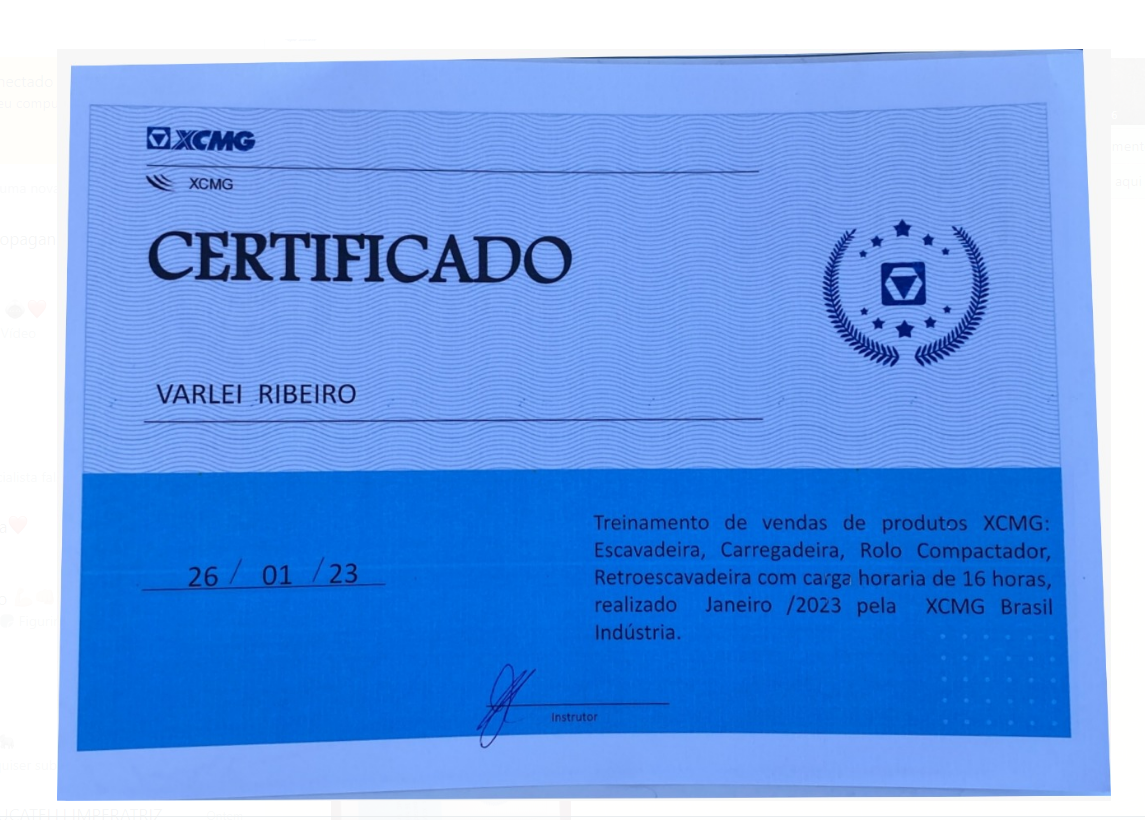 XCMG
XCMG
CERTIFICADO
VARLEI RIBEIRO
Treinamento de vendas de produtos XCMG:
Escavadeira, Carregadeira, Rolo Compactador,
Retroescavadeira com carga horaria de 16 horas,
realizado Janeiro /2023 pela XCMG Brasil
Indústria.
26 / 01 / 23
Instrutor